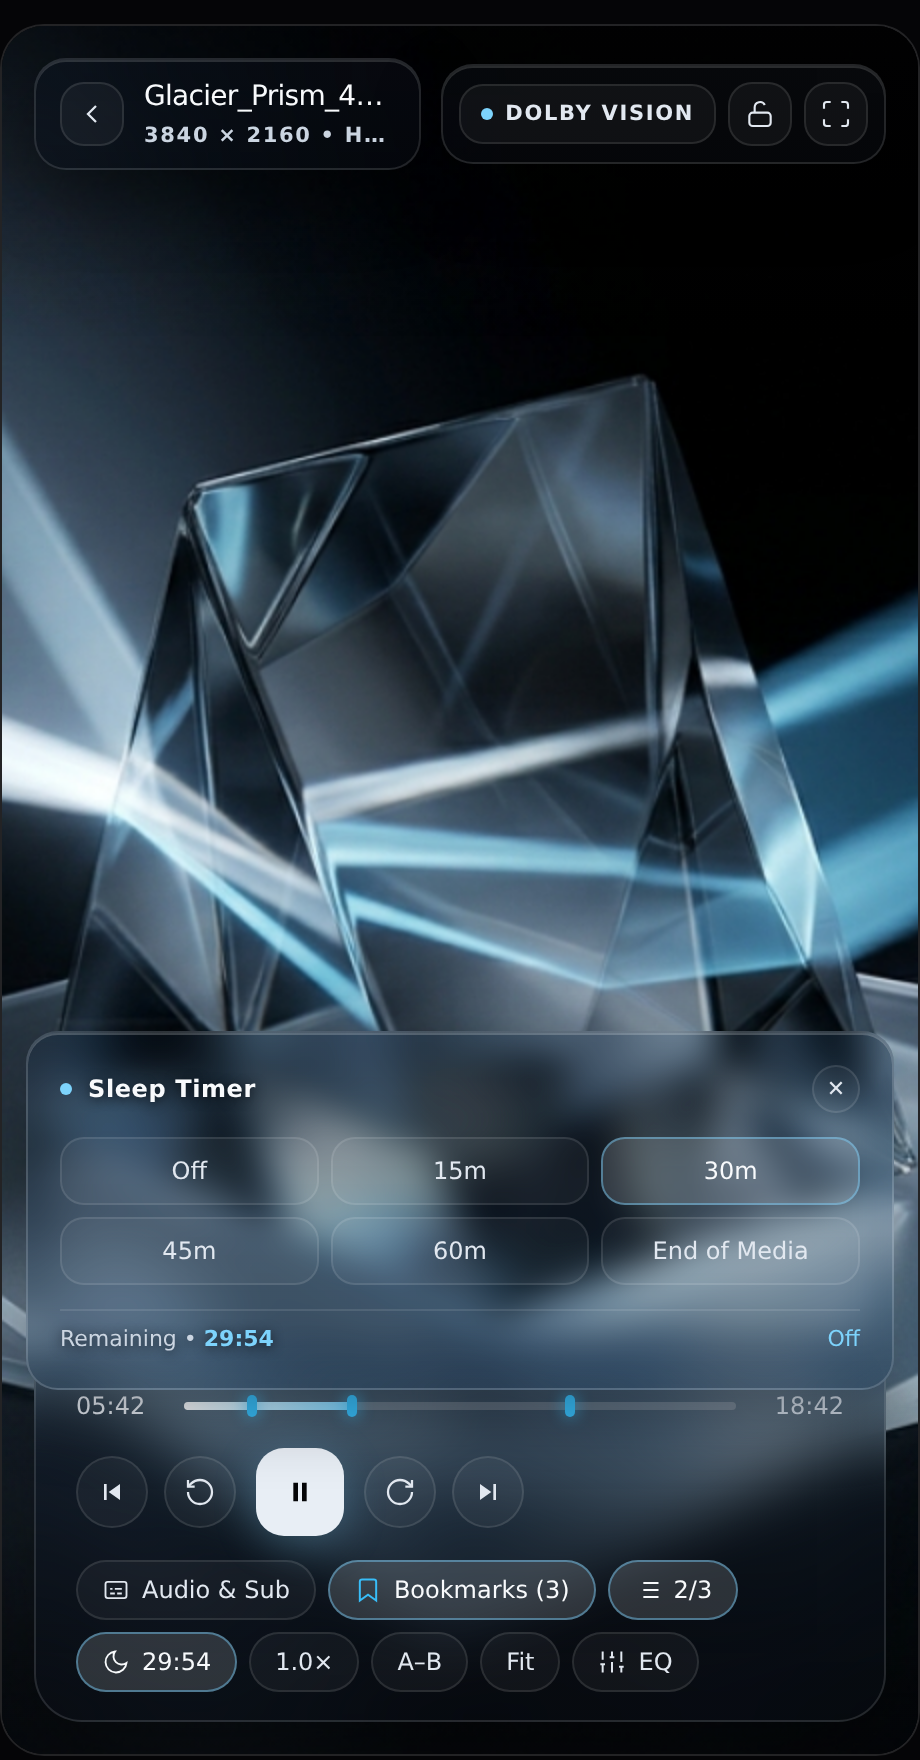 Glacier_Prism_4...
3840 × 2160 • H...
DOLBY VISION
Sleep Timer
Off
15m
30m
45m
60m
End of Media
Remaining • 29:54
Off
05:42
18:42
Audio & Sub
Bookmarks (3)
2/3
29:54
1.0×
A–B
Fit
EQ